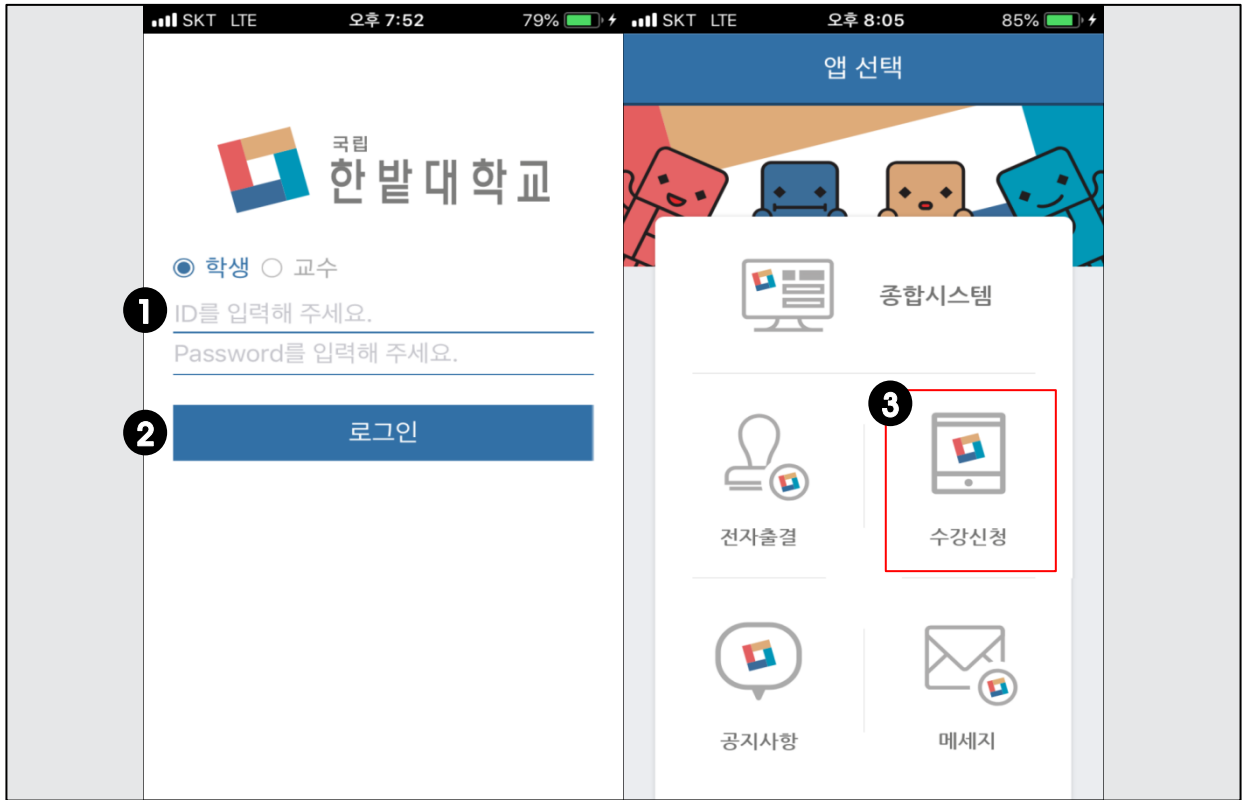 SKT LTE 오후 7:52 79%
국립
한밭대학교
학생 교수
1 ID를 입력해 주세요.
Password를 입력해 주세요.
2 로그인
SKT LTE 오후 8:05 85%
앱 선택
종합시스템
3
전자출결 수강신청
공지사항 메세지